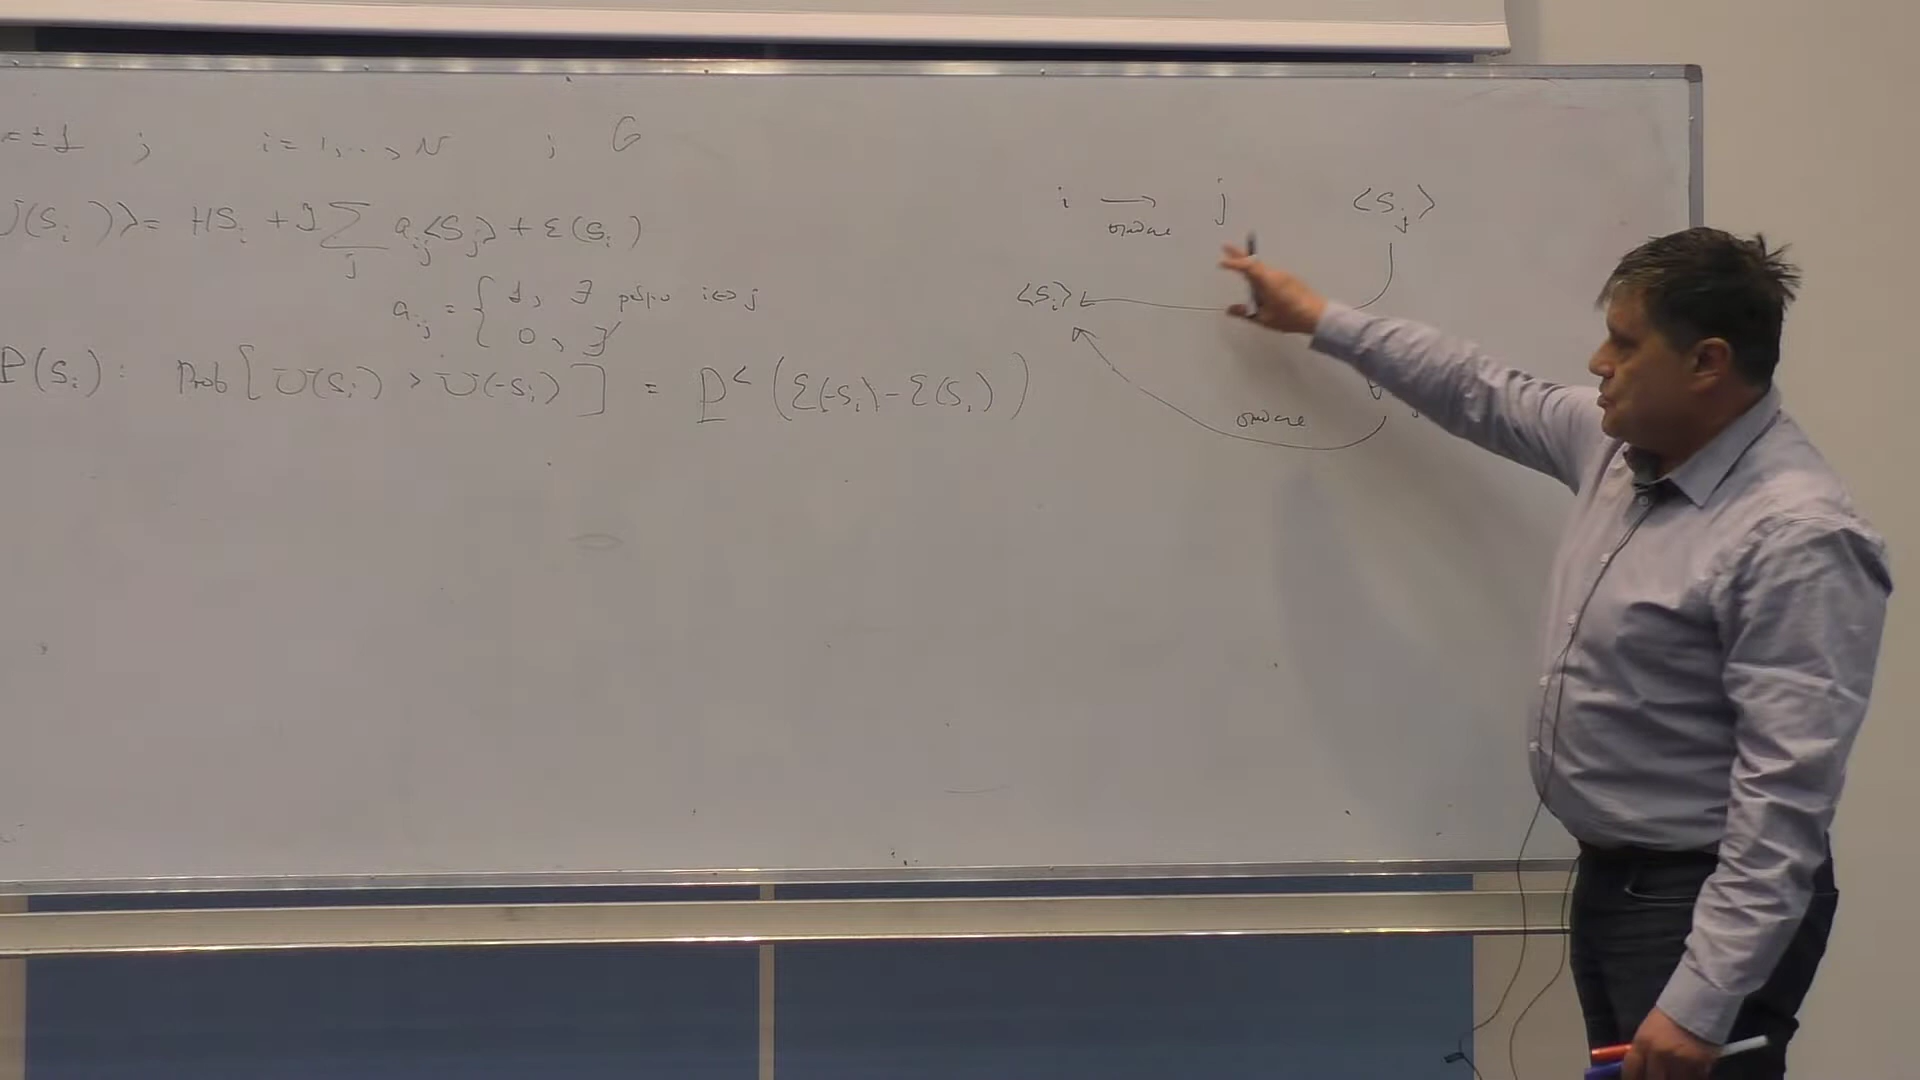 = ±1 ; i = 1, ..., N ; G
U(S_i)⟩ = HS_i + J∑_j a_ij⟨S_j⟩ + ε(S_i)
a_ij = { 1, ∃ ребро i↔j
0, ∄
P(S_i): Prob[U(S_i) > U(-S_i)] = P^<(ε(-S_i) - ε(S_i))
i → j ⟨S_j⟩
⟨S_i⟩